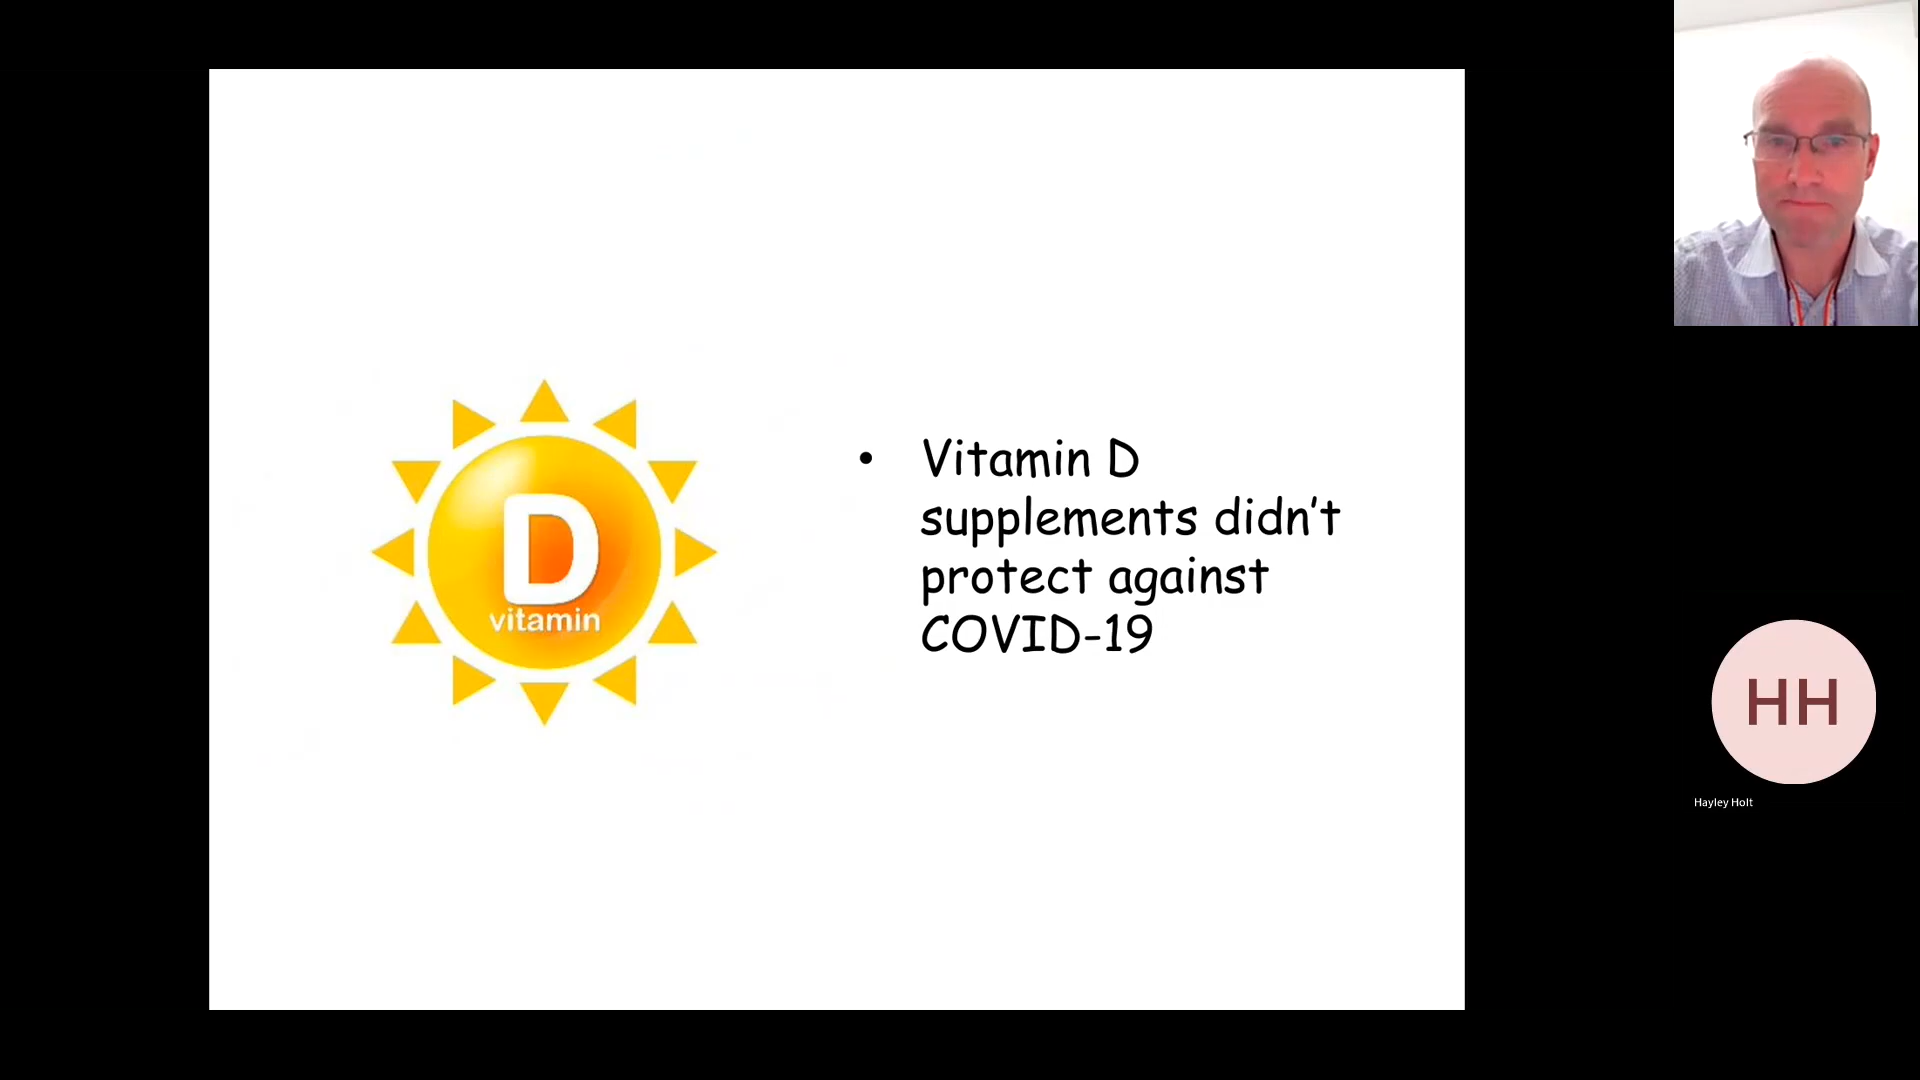 D
vitamin
• Vitamin D
supplements didn’t
protect against
COVID-19
HH
Hayley Holt